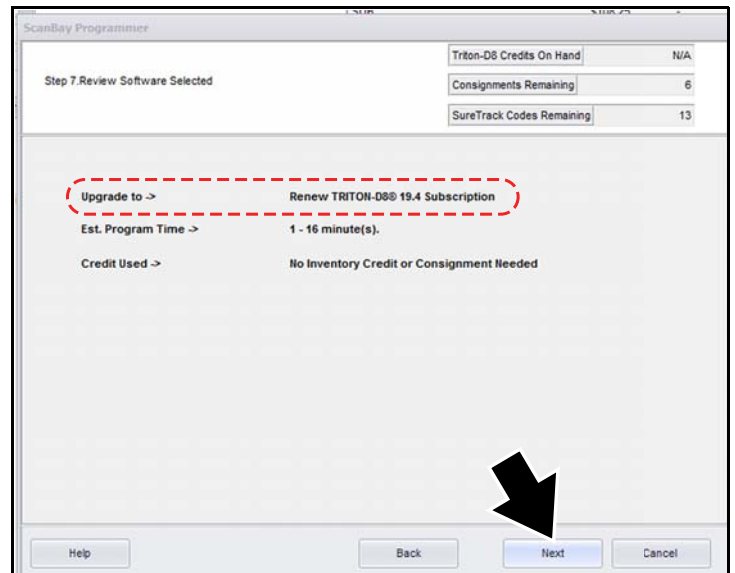 ScanBay Programmer
Triton-D8 Credits On Hand N/A
Step 7.Review Software Selected
Consignments Remaining 6
SureTrack Codes Remaining 13
Upgrade to -> Renew TRITON-D8® 19.4 Subscription
Est. Program Time -> 1 - 16 minute(s).
Credit Used -> No Inventory Credit or Consignment Needed
Help Back Next Cancel